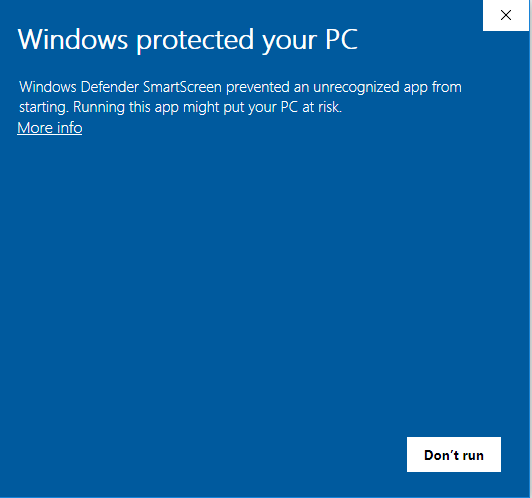 Windows protected your PC
Windows Defender SmartScreen prevented an unrecognized app from
starting. Running this app might put your PC at risk.
More info
Don’t run